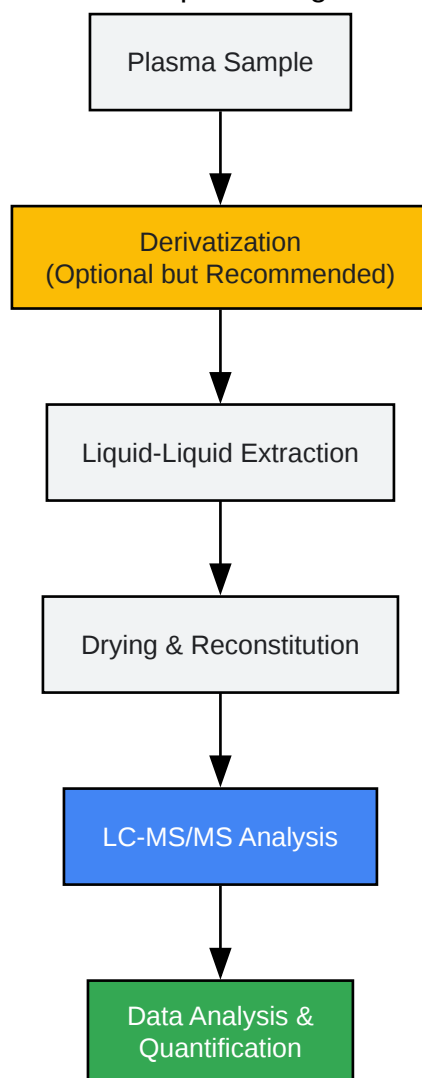 Plasma Sample
Derivatization
(Optional but Recommended)
Liquid-Liquid Extraction
Drying & Reconstitution
LC-MS/MS Analysis
Data Analysis &
Quantification